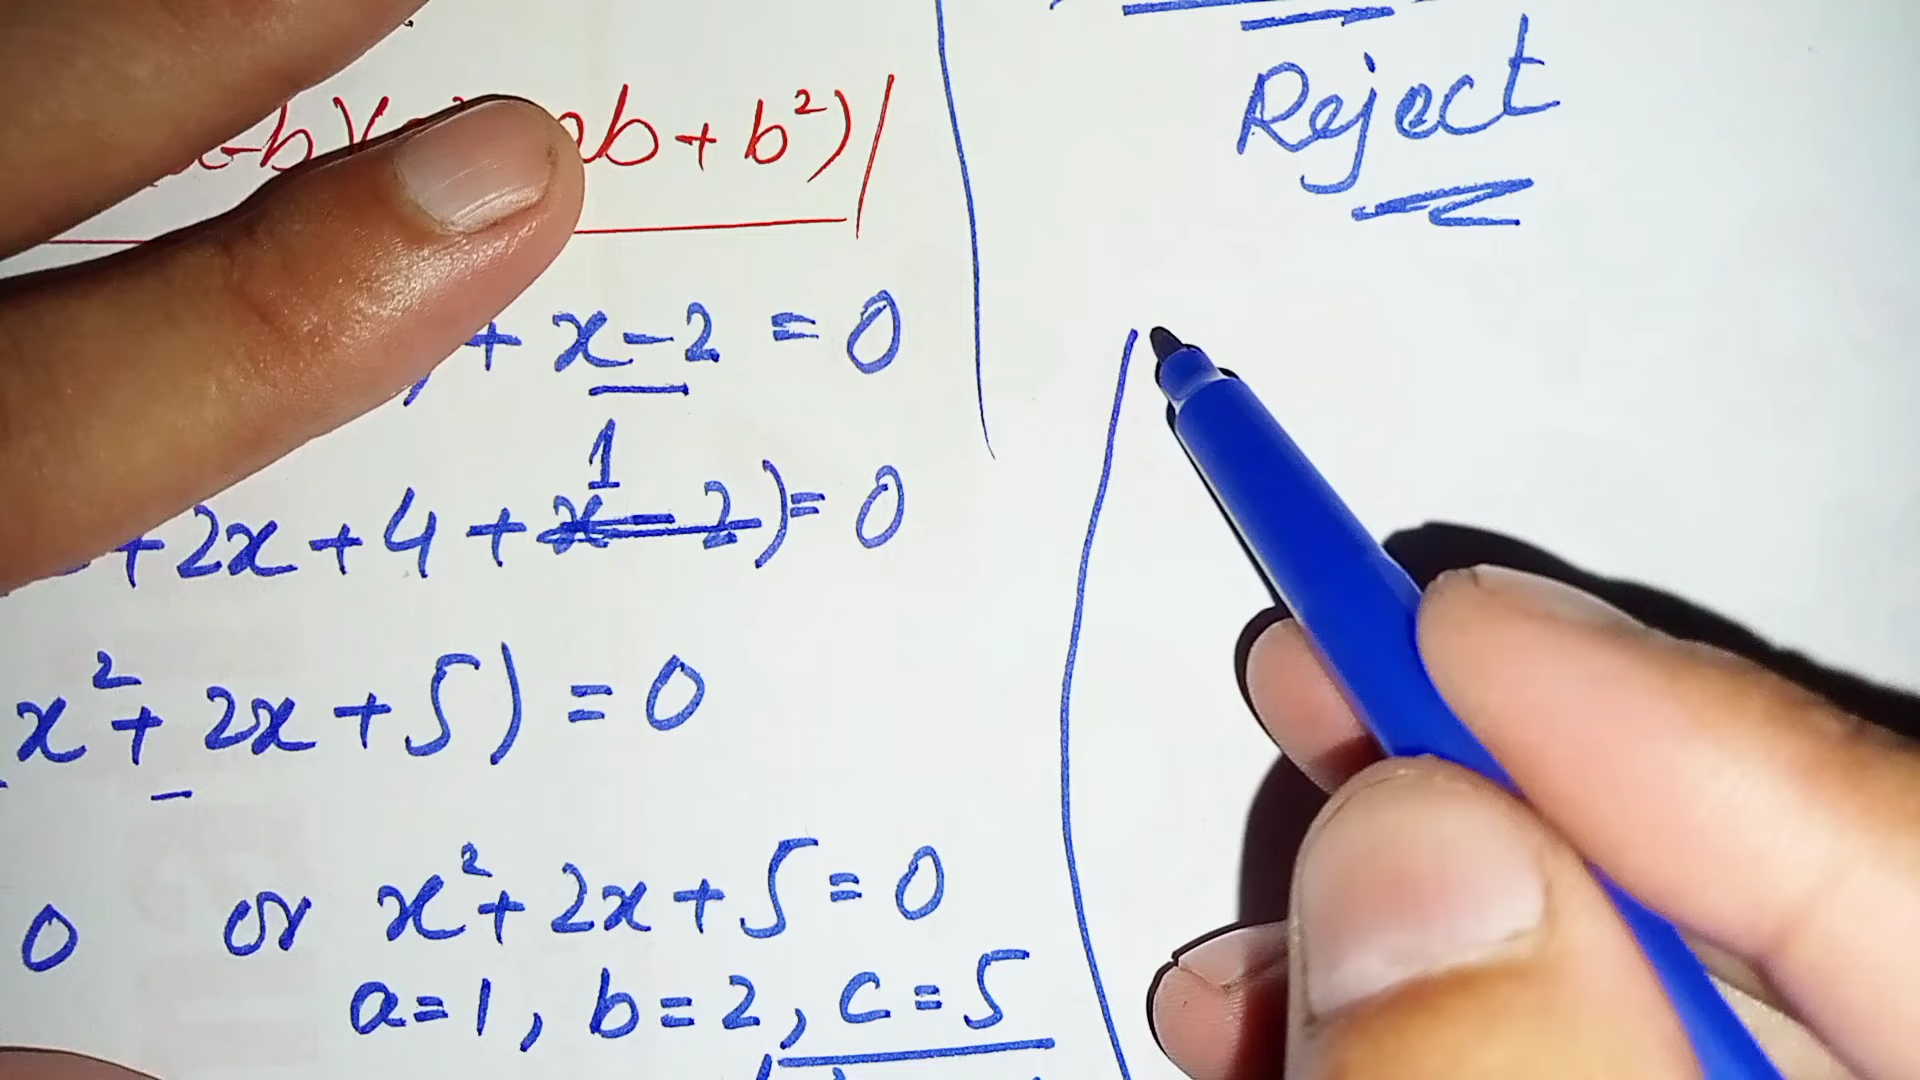 -b)( ab + b²)
+ x - 2 = 0
1
+ 2x + 4 + x - 2) = 0
x² + 2x + 5) = 0
0 or x² + 2x + 5 = 0
a = 1, b = 2, c = 5
Reject